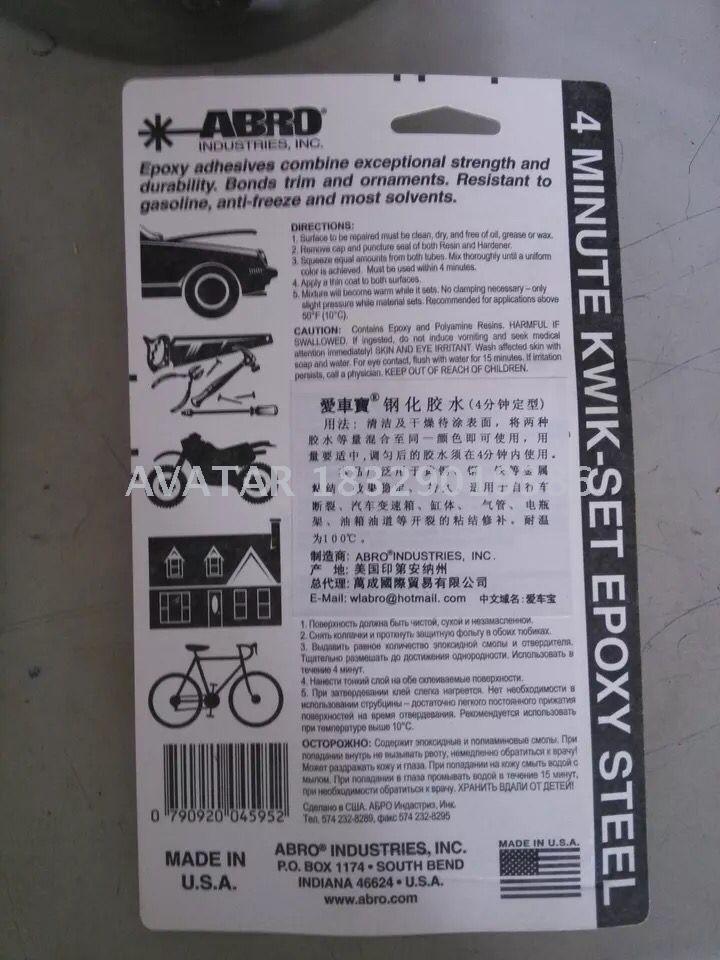 ABRO®
INDUSTRIES, INC.
Epoxy adhesives combine exceptional strength and
durability. Bonds trim and ornaments. Resistant to
gasoline, anti-freeze and most solvents.
4 MINUTE KWIK-SET EPOXY STEEL
DIRECTIONS:
1. Surface to be repaired must be clean, dry, and free of oil, grease or wax.
2. Remove cap and puncture seal of both Resin and Hardener.
3. Squeeze equal amounts from both tubes. Mix thoroughly until a uniform
color is achieved. Must be used within 4 minutes.
4. Apply a thin coat to both surfaces.
5. Mixture will become warm while it sets. No clamping necessary – only
slight pressure while material sets. Recommended for applications above
50°F (10°C).
CAUTION: Contains Epoxy and Polyamine Resins. HARMFUL IF
SWALLOWED. If ingested, do not induce vomiting and seek medical
attention immediately! SKIN AND EYE IRRITANT. Wash affected skin with
soap and water. For eye contact, flush with water for 15 minutes. If irritation
persists, call a physician. KEEP OUT OF REACH OF CHILDREN.
愛車寶®钢化胶水(4分钟定型)
用法:清洁及干燥待涂表面,将两种
胶水等量混合至同一颜色即可使用,用
量要适中,调匀后的胶水须在4分钟内使用。
泛用于 铁等金属
粘结 适用于自行车
断裂、汽车变速箱、缸体、气管、电瓶
架、油箱油道等开裂的粘结修补。耐温
为100℃。
制造商: ABRO®INDUSTRIES, INC.
产 地: 美国印第安纳州
总代理: 萬成國際貿易有限公司
E-Mail: wlabro@hotmail.com 中文域名: 爱车宝
AVATAR
1. Поверхность должна быть чистой, сухой и незамасленной.
2. Снять колпачки и проткнуть защитную фольгу в обоих тюбиках.
3. Выдавить равное количество эпоксидной смолы и отвердителя.
Тщательно размешать до достижения однородности. Использовать в
течение 4 минут.
4. Нанести тонкий слой на обе склеиваемые поверхности.
5. При затвердевании клей слегка нагреется. Нет необходимости в
использовании струбцины – достаточно легкого постоянного прижатия
поверхностей на время отвердевания. Рекомендуется использовать
при температуре выше 10°C.
ОСТОРОЖНО: Содержит эпоксидные и полиаминовые смолы. При
попадании внутрь не вызывать рвоту, немедленно обратиться к врачу!
Может раздражать кожу и глаза. При попадании на кожу смыть водой с
мылом. При попадании в глаза промывать водой в течение 15 минут,
при необходимости обратиться к врачу. ХРАНИТЬ ВДАЛИ ОТ ДЕТЕЙ!
Сделано в США. АБРО Индастриз, Инк.
Тел. 574 232-8289, факс 574 232-8295
0 790920 045952
MADE IN
U.S.A.
ABRO® INDUSTRIES, INC.
P.O. BOX 1174 • SOUTH BEND
INDIANA 46624 • U.S.A.
www.abro.com
MADE IN U.S.A.